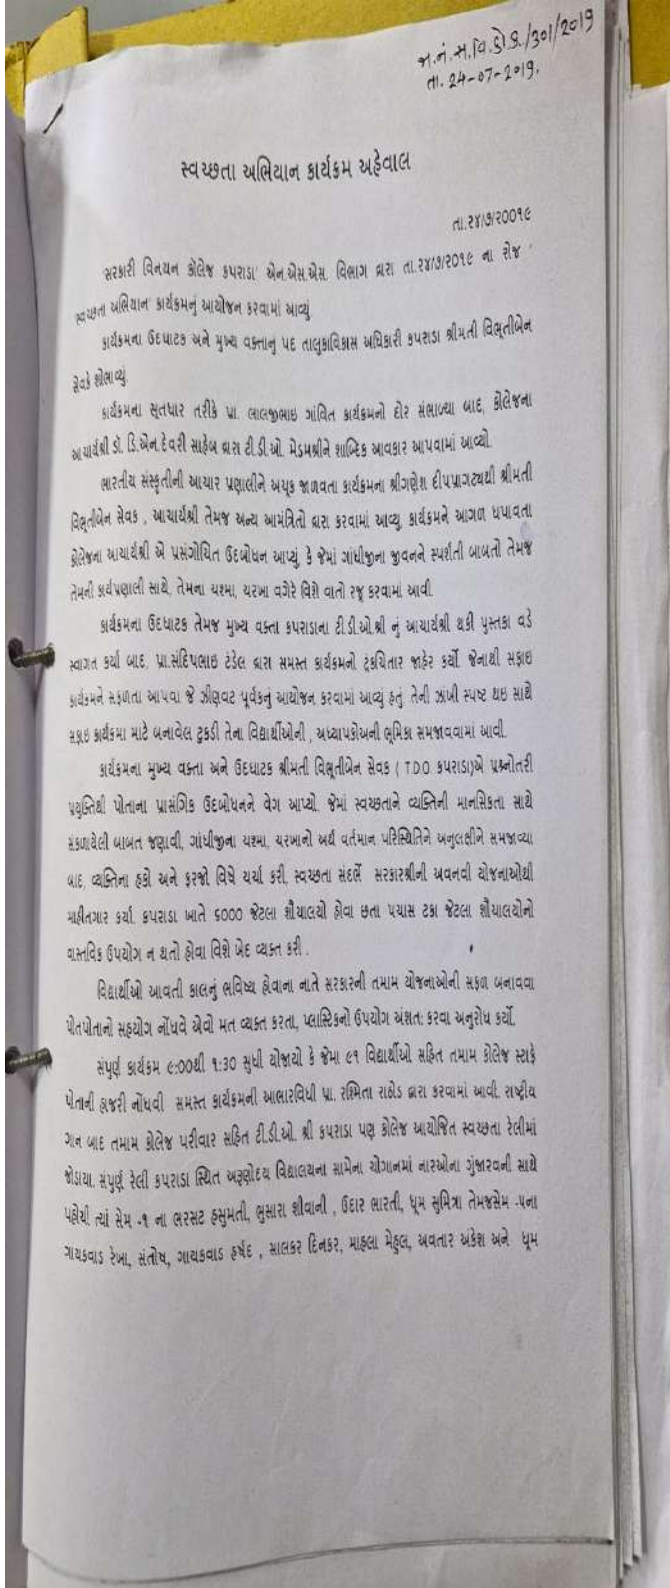 જા.નં.સ.વિ.કો.ક./301/2019
તા. 24-07-2019.
સ્વચ્છતા અભિયાન કાર્યક્રમ અહેવાલ
તા.૨૪/૭/૨૦0૧૯
'સરકારી વિનયન કોલેજ કપરાડા' એન.એસ.એસ. વિભાગ દ્વારા તા.૨૪/૭/૨૦૧૯ ના રોજ '
સ્વચ્છતા અભિયાન' કાર્યક્રમનું આયોજન કરવામાં આવ્યું
કાર્યક્રમના ઉદઘાટક અને મુખ્ય વક્તાનું પદ તાલુકાવિકાસ અધિકારી કપરાડા શ્રીમતી વિભૂતીબેન
સેવકે શોભાવ્યું.
કાર્યક્રમના સૂતધાર તરીકે પ્રા. લાલજીભાઇ ગાંવિત કાર્યક્રમનો દોર સંભાળ્યા બાદ, કોલેજના
આચાર્યશ્રી ડૉ. ડિ.એન.દેવરી સાહેબ દ્વારા ટી.ડી.ઓ. મેડમશ્રીને શાબ્દિક આવકાર આપવામાં આવ્યો.
ભારતીય સંસ્કૃતીની આચાર પ્રણાલીને અચૂક જાળવતા કાર્યક્રમના શ્રીગણેશ દીપપ્રાગટ્યથી શ્રીમતી
વિભૂતીબેન સેવક , આચાર્યશ્રી તેમજ અન્ય આમંત્રિતો દ્વારા કરવામાં આવ્યુ, કાર્યક્રમને આગળ ધપાવતા
કોલેજના આચાર્યશ્રી એ પ્રસંગોચિત ઉદબોધન આપ્યું, કે જેમાં ગાંધીજીના જીવનને સ્પર્શતી બાબતો તેમજ
તેમની કાર્યપ્રણાલી સાથે, તેમના ચશ્મા, ચરખા વગેરે વિશે વાતો રજૂ કરવામાં આવી.
કાર્યક્રમના ઉદઘાટક તેમજ મુખ્ય વક્તા કપરાડાના ટી.ડી.ઓ.શ્રી નું આચાર્યશ્રી થકી પુસ્તકા વડે
સ્વાગત કર્યા બાદ, પ્રા.સંદિપભાઇ ટંડેલ દ્વારા સમસ્ત કાર્યક્રમનો ટૂંકચિતાર જાહેર કર્યો. જેનાથી સફાઇ
કાર્યક્રમને સફળતા આપવા જે ઝીણવટ પૂર્વકનું આયોજન કરવામાં આવ્યું હતું. તેની ઝાંખી સ્પષ્ટ થઇ સાથે
સફાઇ કાર્યક્રમા માટે બનાવેલ ટુકડી તેના વિદ્યાર્થીઓની , અધ્યાપકોઅની ભૂમિકા સમજાવવામાં આવી.
કાર્યક્રમના મુખ્ય વક્તા અને ઉદઘાટક શ્રીમતી વિભૂતીબેન સેવક ( T.D.O કપરાડા)એ પ્રશ્નોતરી
પ્રયુક્તિથી પોતાના પ્રાસંગિક ઉદબોધનને વેગ આપ્યો. જેમાં સ્વચ્છતાને વ્યક્તિની માનસિકતા સાથે
સંકળાયેલી બાબત જણાવી, ગાંધીજીના ચશ્મા, ચરખાનો અર્થ વર્તમાન પરિસ્થિતિને અનુલક્ષીને સમજાવ્યા
બાદ, વ્યક્તિના હકો અને ફરજો વિષે ચર્ચા કરી, સ્વચ્છતા સંદર્ભે સરકારશ્રીની અવનવી યોજનાઓથી
માહીતગાર કર્યા. કપરાડા ખાતે ૬૦૦૦ જેટલા શૌચાલયો હોવા છતા પચાસ ટકા જેટલા શૌચાલયોનો
વાસ્તવિક ઉપયોગ ન થતો હોવા વિશે ખેદ વ્યક્ત કરી .
વિદ્યાર્થીઓ આવતી કાલનું ભવિષ્ય હોવાના નાતે સરકારની તમામ યોજનાઓની સફળ બનાવવા
પોતપોતાનો સહયોગ નોંધવે એવો મત વ્યક્ત કરતા, પ્લાસ્ટિકનો ઉપયોગ અંશત: કરવા અનુરોધ કર્યો.
સંપુર્ણ કાર્યક્રમ ૯:૦૦થી ૧:૩૦ સુધી યોજાયો કે જેમા ૯૧ વિદ્યાર્થીઓ સહિત તમામ કોલેજ સ્ટાફે
પોતાની હાજરી નોંધવી સમસ્ત કાર્યક્રમની આભારવિધી પ્રા. રશ્મિતા રાઠોડ દ્વારા કરવામાં આવી. રાષ્ટ્રીય
ગાન બાદ તમામ કોલેજ પરીવાર સહિત ટી.ડી.ઓ. શ્રી કપરાડા પણ કોલેજ આયોજિત સ્વચ્છતા રેલીમાં
જોડાયા. સંપુર્ણ રેલી કપરાડા સ્થિત અરૂણોદય વિદ્યાલયના સામેના ચોગાનમાં નારઓના ગુંજારવની સાથે
પહોચી ત્યાં સેમ -૧ ના ભરસટ હસુમતી, ભુસારા શીવાની , ઉદાર ભારતી, ધૂમ સુમિત્રા તેમજસેમ -૫ના
ગાયકવાડ રેખા, સંતોષ, ગાયકવાડ હર્ષદ , સાલકર દિનકર, માહલા મેહુલ, અવતાર અંકેશ અને ધૂમ